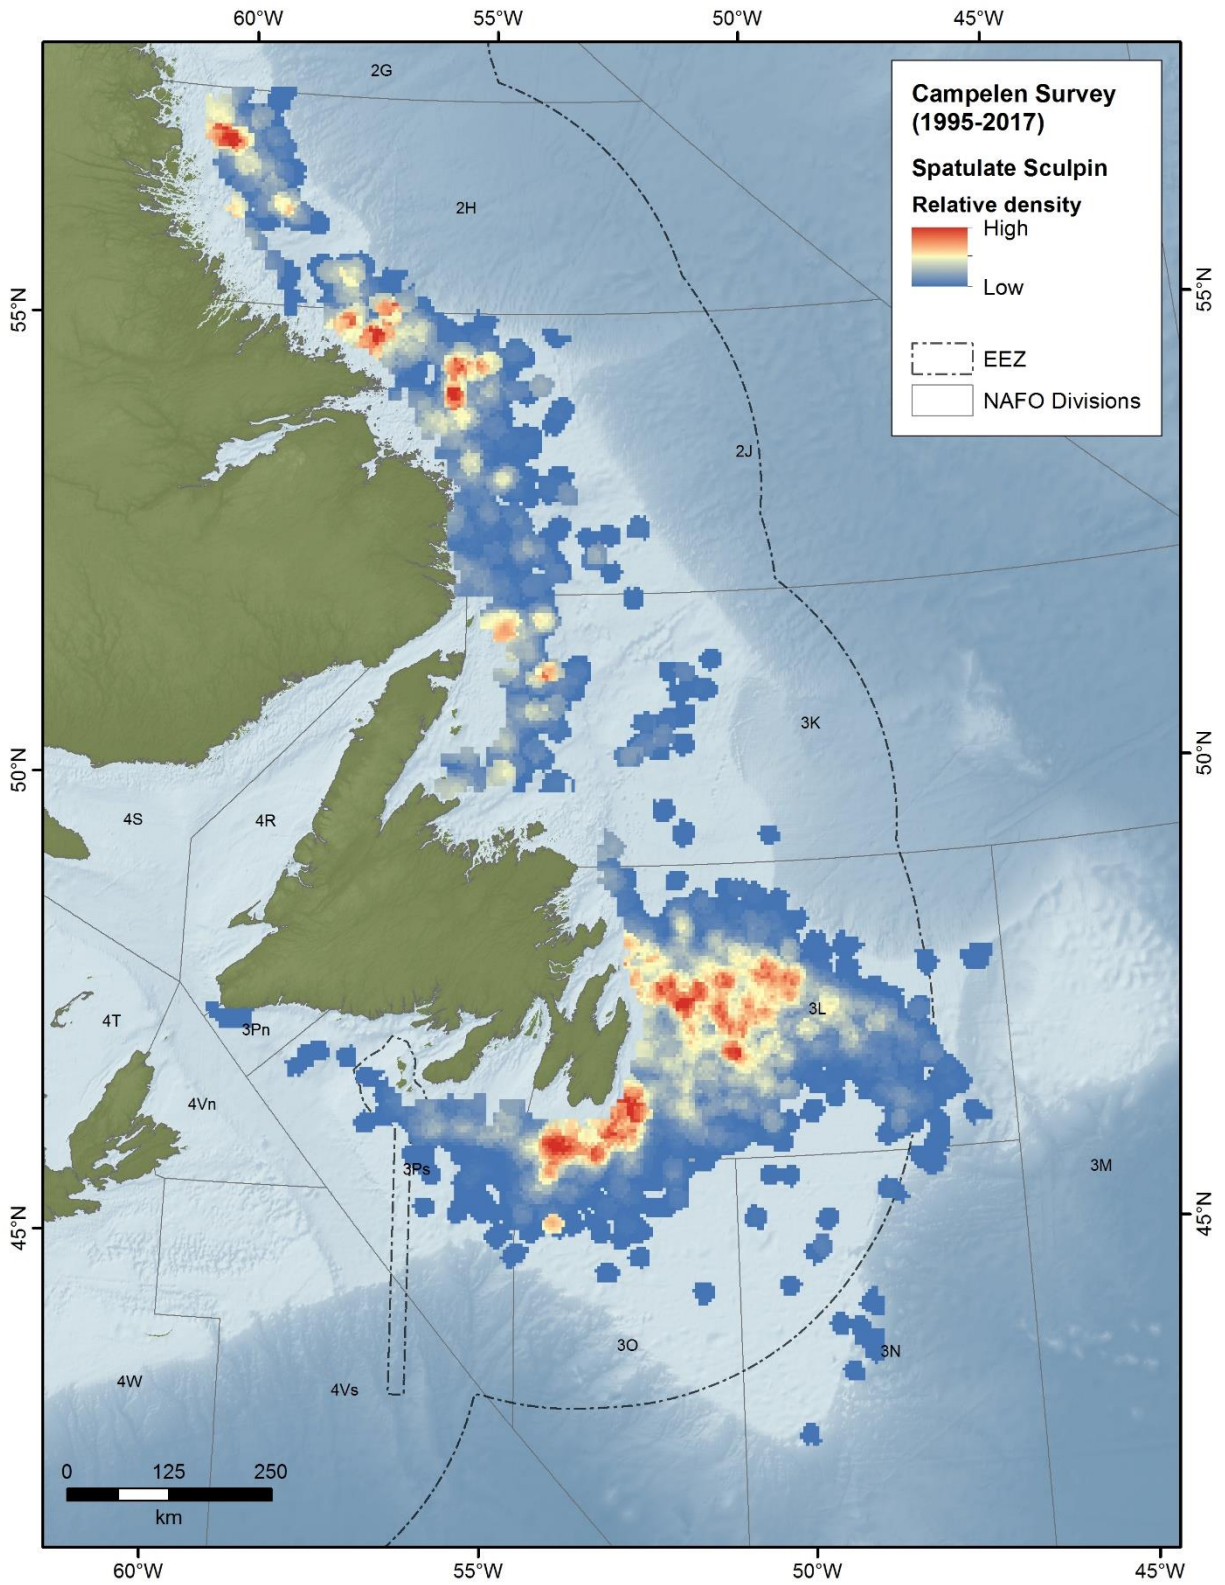 60°W 55°W 50°W 45°W
2G
Campelen Survey
(1995-2017)
Spatulate Sculpin
Relative density
High
Low
EEZ
NAFO Divisions
2H
55°N 55°N
2J
3K
50°N 50°N
4S 4R
3L
4T 3Pn
4Vn
3Ps 3M
45°N 45°N
3O 3N
4W 4Vs
0 125 250
km
60°W 55°W 50°W 45°W